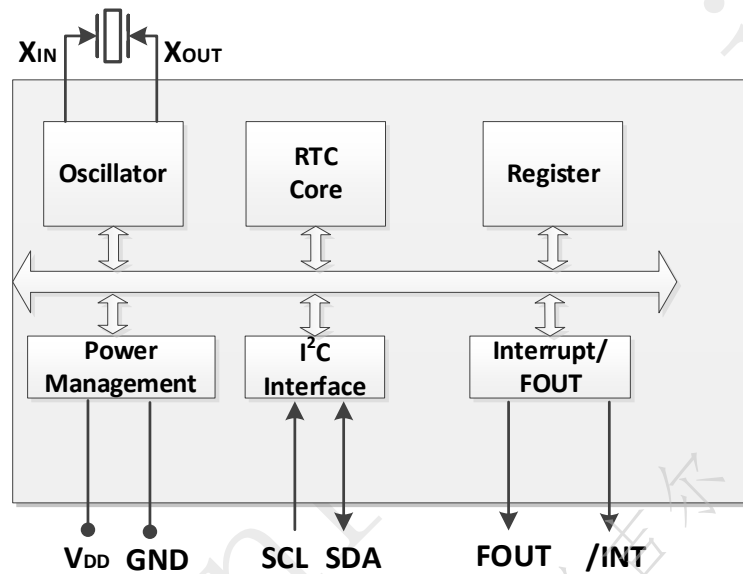 XIN XOUT
Oscillator
RTC
Core
Register
Power
Management
I²C
Interface
Interrupt/
FOUT
VDD GND SCL SDA FOUT /INT